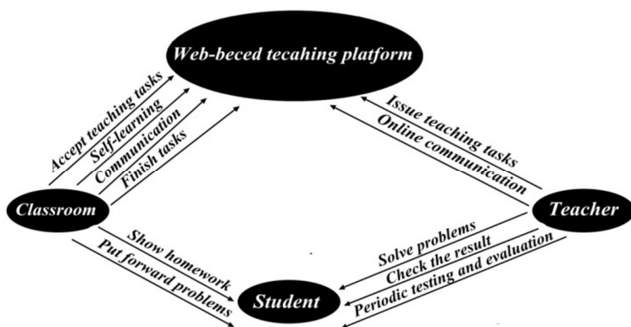 Web-beced tecahing platform
Accept teaching tasks
Self-learning
Communication
Finish tasks
Issue teaching tasks
Online communication
Classroom
Teacher
Show homework
Put forward problems
Solve problems
Check the result
Periodic testing and evaluation
Student